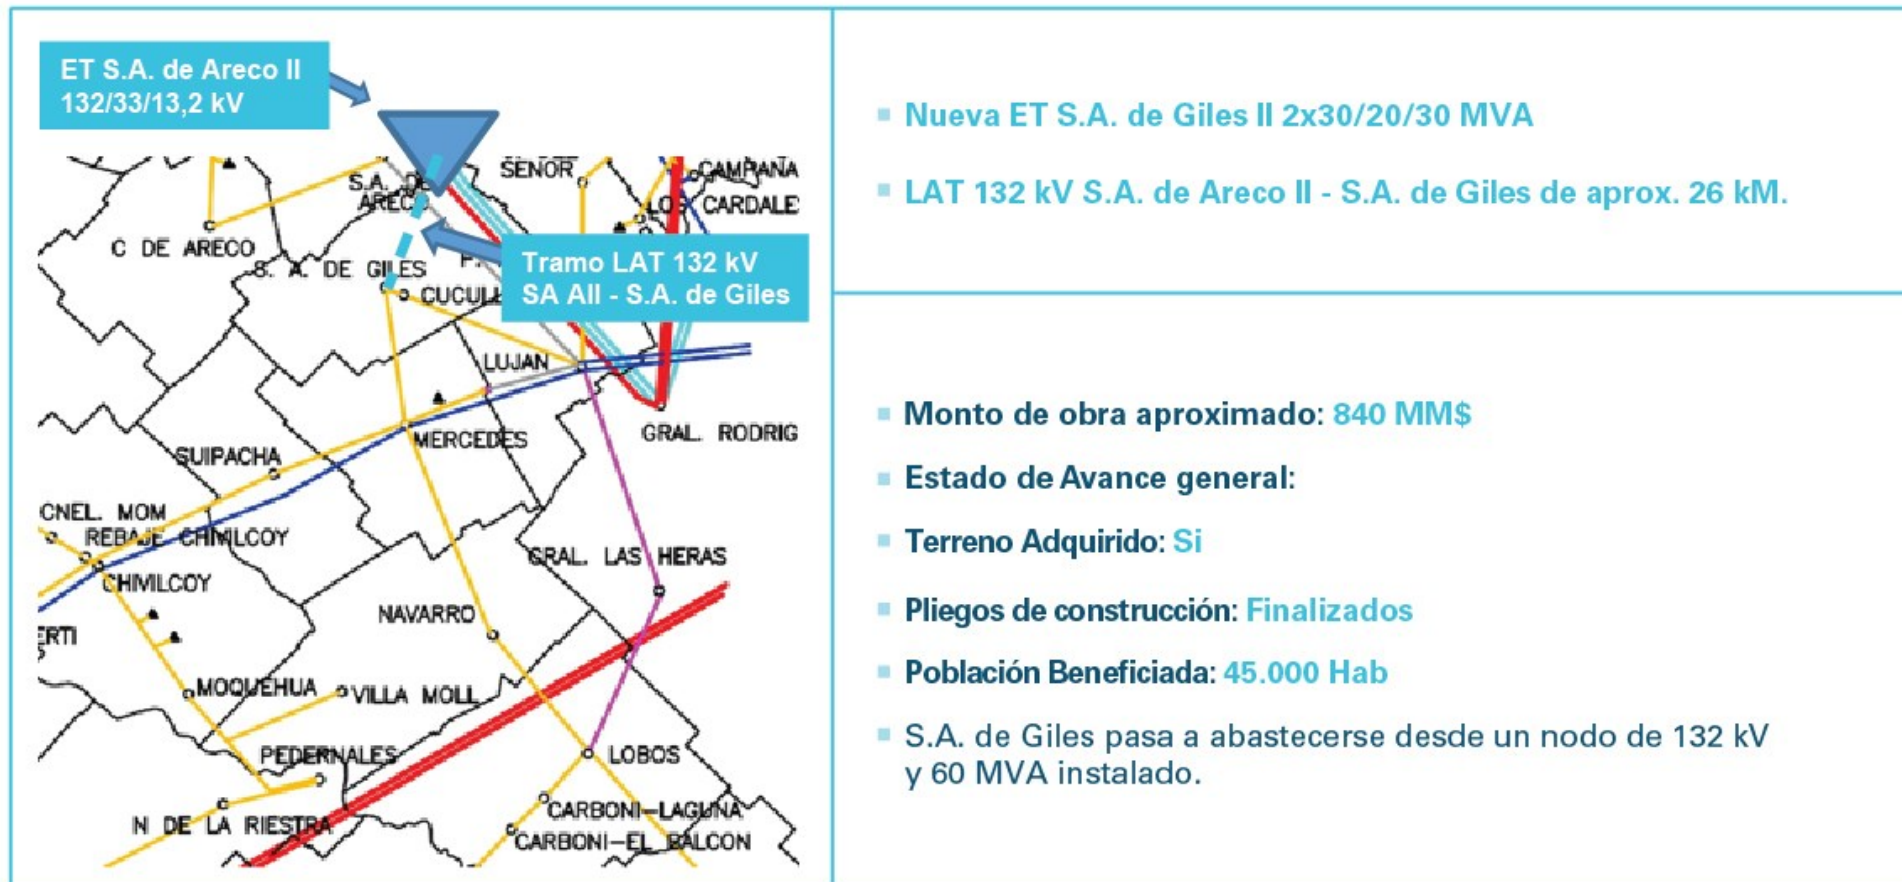 ET S.A. de Areco II
132/33/13,2 kV
S.A. DE
ARECO
SEÑOR
CAMPANA
LOS CARDALE
C DE ARECO
S. A. DE GILES
Tramo LAT 132 kV
SA AII - S.A. de Giles
LUJAN
MERCEDES
GRAL. RODRIG
SUIPACHA
CNEL. MOM
REBAJE CHIVILCOY
CHIVILCOY
GRAL. LAS HERAS
NAVARRO
ERTI
MOQUEHUA
VILLA MOLL
PEDERNALES
LOBOS
N DE LA RIESTRA
CARBONI-LAGUNA
CARBONI-EL BALCON
Nueva ET S.A. de Giles II 2x30/20/30 MVA
LAT 132 kV S.A. de Areco II - S.A. de Giles de aprox. 26 kM.
Monto de obra aproximado: 840 MM$
Estado de Avance general:
Terreno Adquirido: Si
Pliegos de construcción: Finalizados
Población Beneficiada: 45.000 Hab
S.A. de Giles pasa a abastecerse desde un nodo de 132 kV
y 60 MVA instalado.